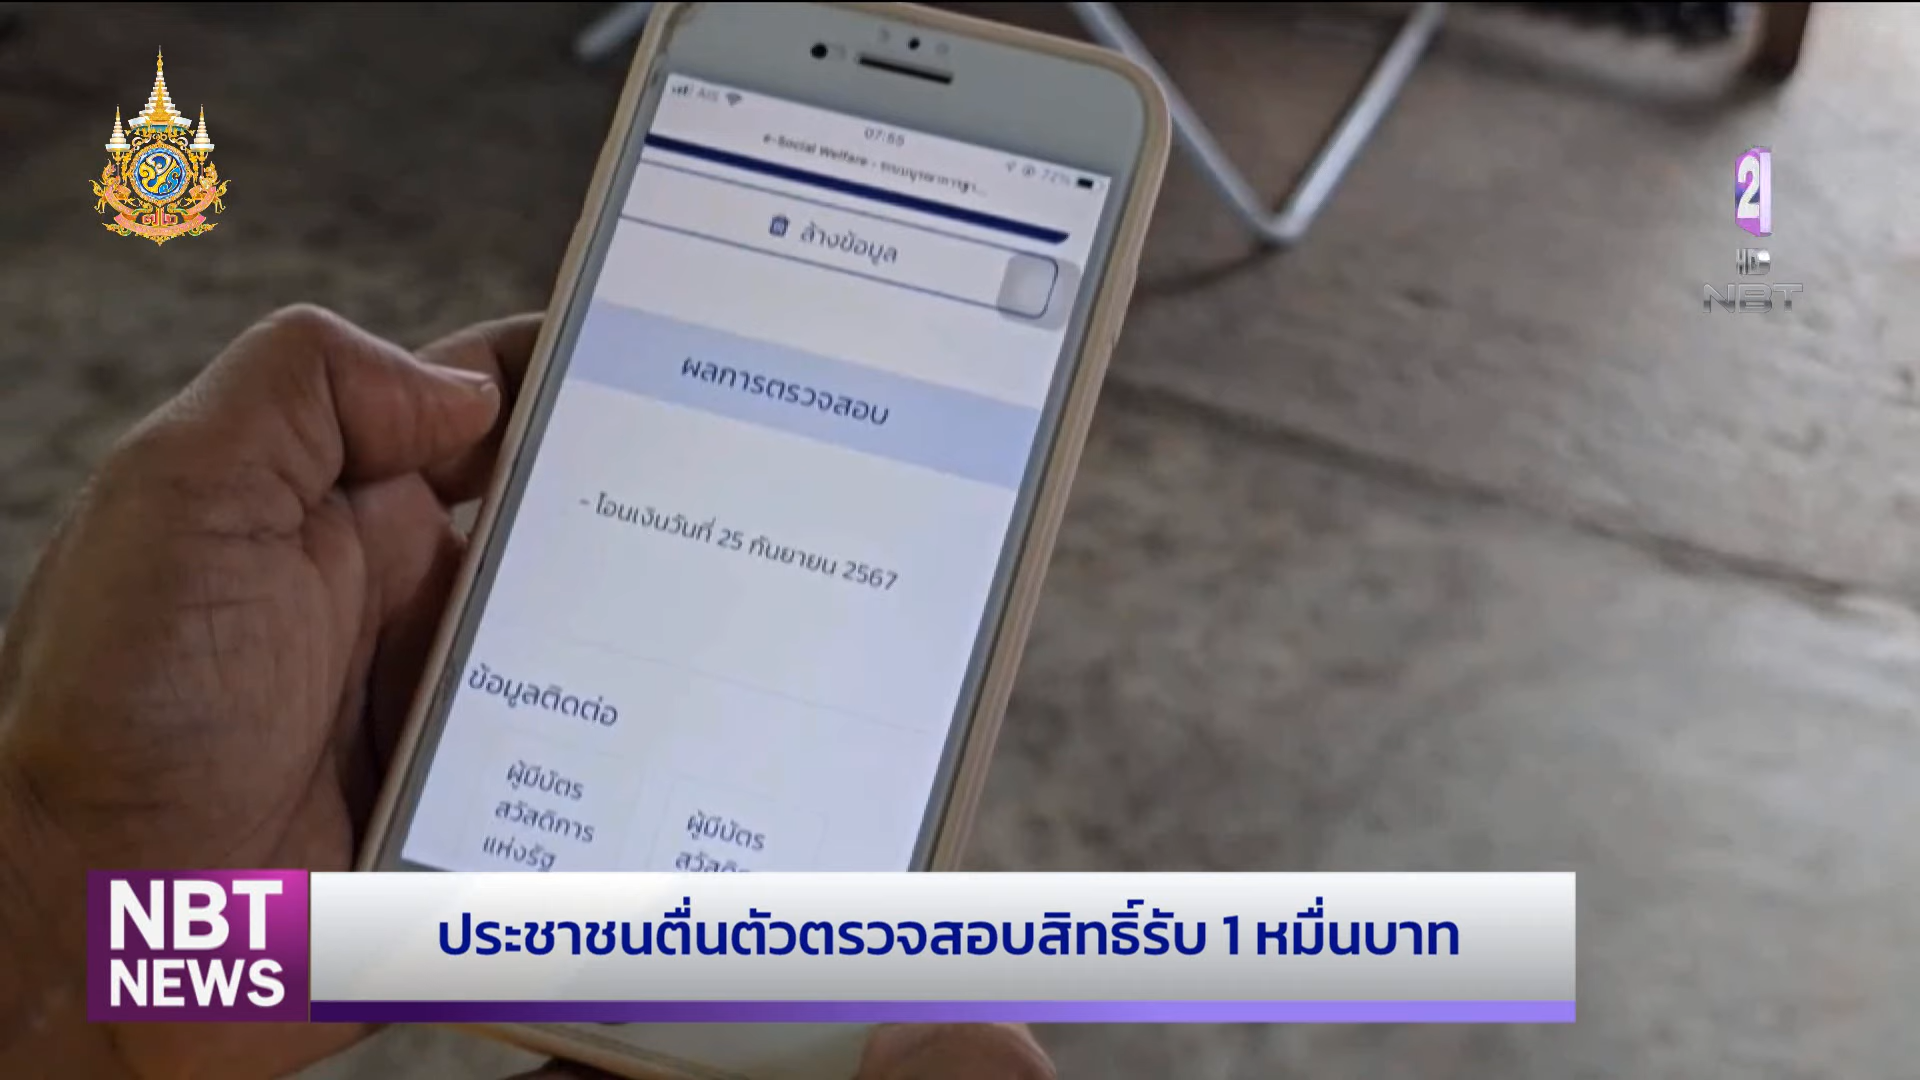 AIS
07:55
72%
e-Social Welfare -
ล้างข้อมูล
ผลการตรวจสอบ
- โอนเงินวันที่ 25 กันยายน 2567
ข้อมูลติดต่อ
ผู้มีบัตร
สวัสดิการ
แห่งรัฐ
ผู้มีบัตร
๗๒
2
HD
NBT
NBT
NEWS
ประชาชนตื่นตัวตรวจสอบสิทธิ์รับ 1 หมื่นบาท